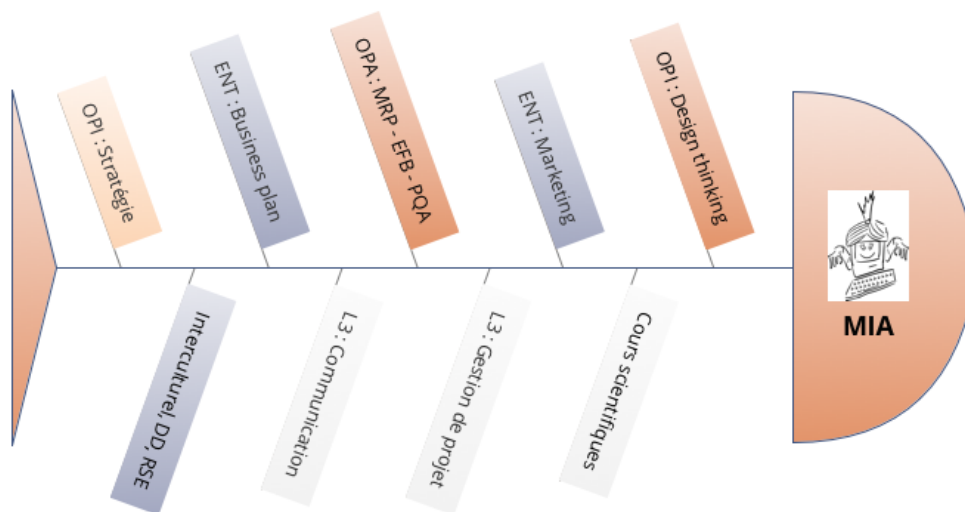 OPI : Stratégie
ENT : Business plan
OPA : MRP - EFB - PQA
ENT : Marketing
OPI : Design thinking
MIA
Interculturel, DD, RSE
L3 : Communication
L3 : Gestion de projet
Cours scientifiques